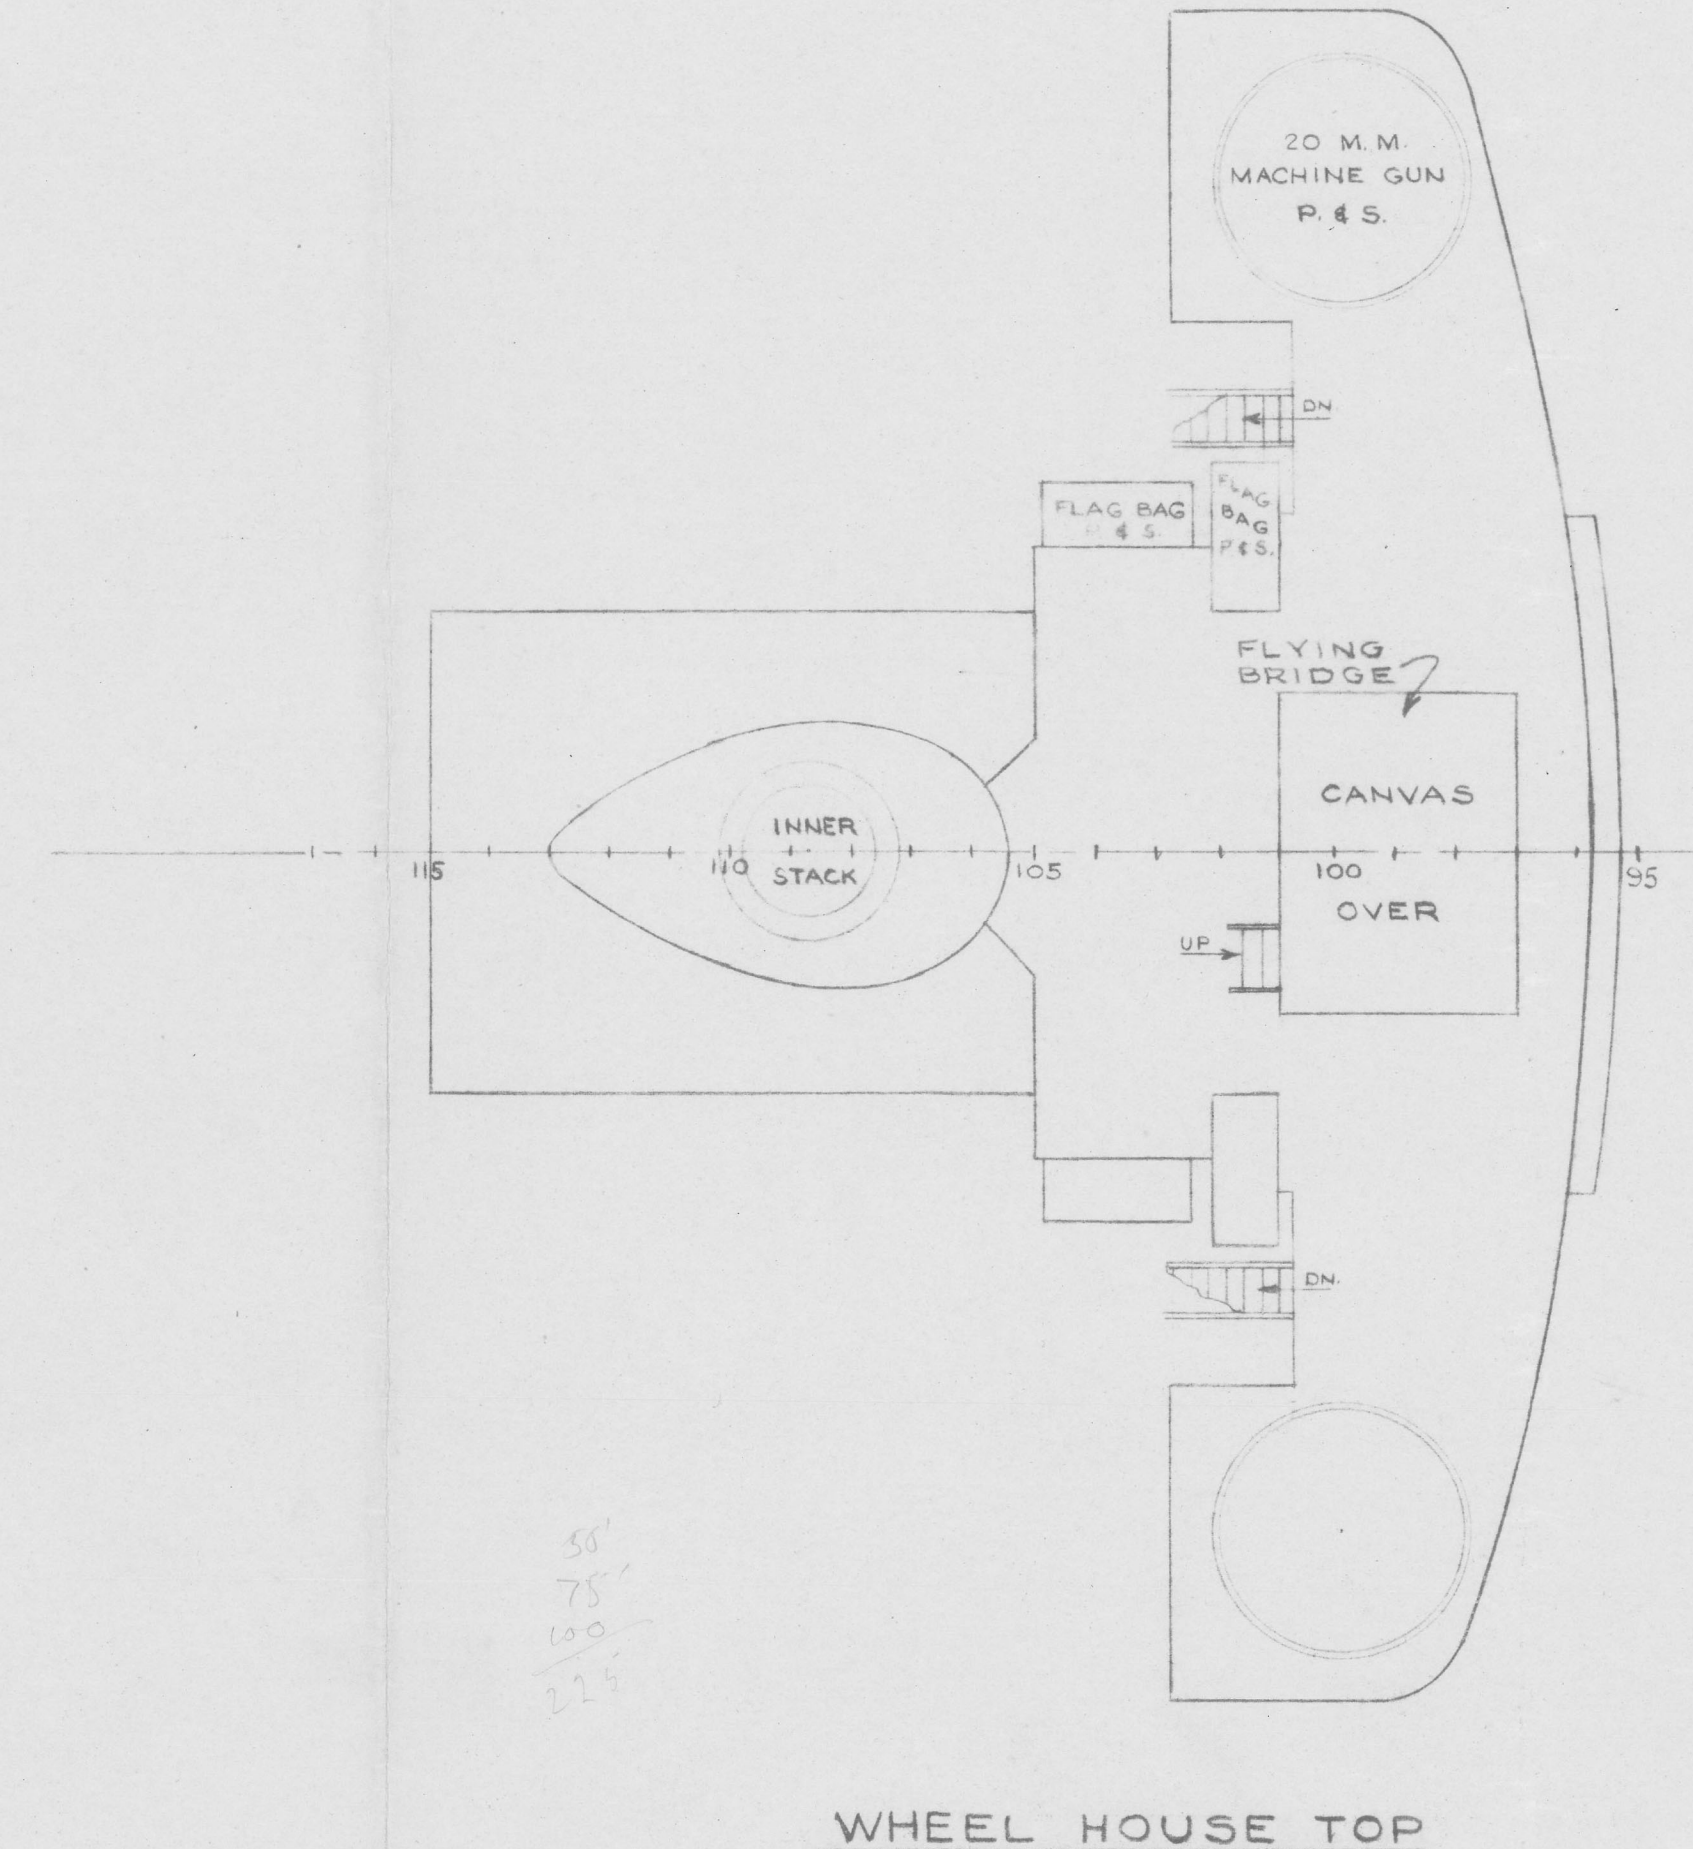 20 M.M.
MACHINE GUN
P. & S.
DN
FLAG BAG
P & S.
FLAG
BAG
P & S.
FLYING
BRIDGE
CANVAS
OVER
INNER
STACK
115
110
105
100
95
UP
DN.
50'
75'
100
225
WHEEL HOUSE TOP